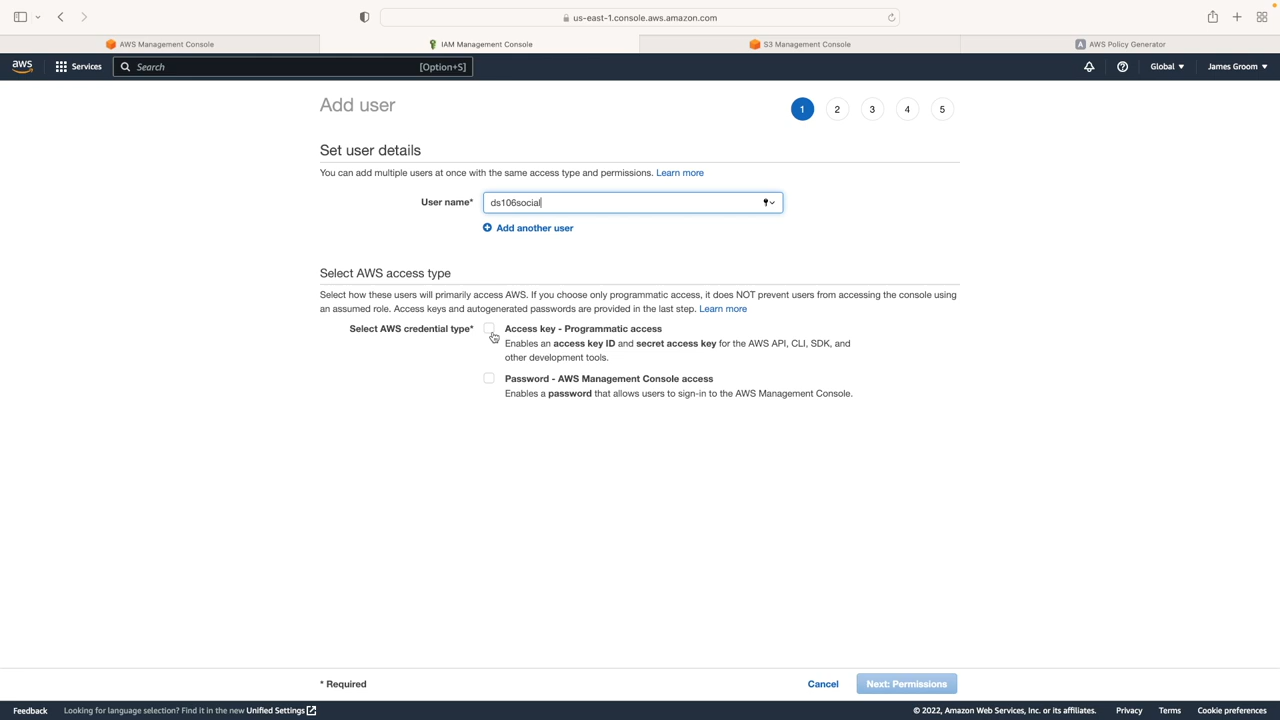 us-east-1.console.aws.amazon.com
AWS Management Console
IAM Management Console
S3 Management Console
A AWS Policy Generator
aws
Services
Search
[Option+S]
Global
James Groom
Add user
1 2 3 4 5
Set user details
You can add multiple users at once with the same access type and permissions. Learn more
User name* ds106social
Add another user
Select AWS access type
Select how these users will primarily access AWS. If you choose only programmatic access, it does NOT prevent users from accessing the console using
an assumed role. Access keys and autogenerated passwords are provided in the last step. Learn more
Select AWS credential type* Access key - Programmatic access
Enables an access key ID and secret access key for the AWS API, CLI, SDK, and
other development tools.
Password - AWS Management Console access
Enables a password that allows users to sign-in to the AWS Management Console.
* Required
Cancel
Next: Permissions
Feedback
Looking for language selection? Find it in the new Unified Settings
© 2022, Amazon Web Services, Inc. or its affiliates.
Privacy
Terms
Cookie preferences